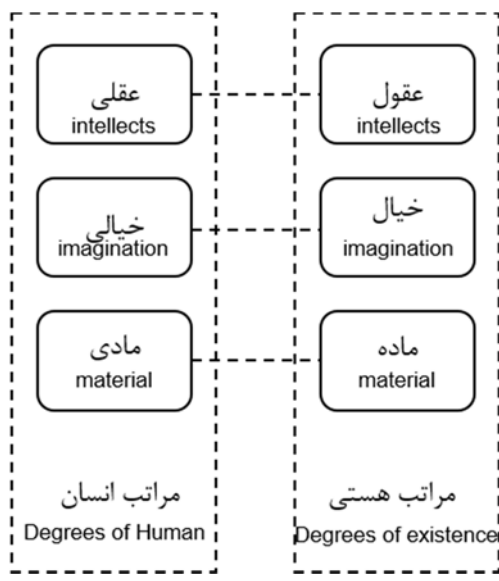 عقلی
intellects
عقول
intellects
خیالی
imagination
خیال
imagination
مادی
material
ماده
material
مراتب انسان
Degrees of Human
مراتب هستی
Degrees of existence